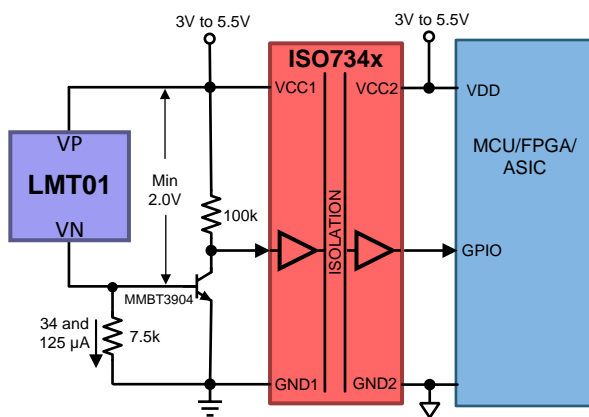 3V to 5.5V
3V to 5.5V
ISO734x
VCC1
VCC2
VDD
MCU/FPGA/
ASIC
VP
LMT01
VN
Min
2.0V
100k
ISOLATION
GPIO
MMBT3904
34 and
125 µA
7.5k
GND1
GND2